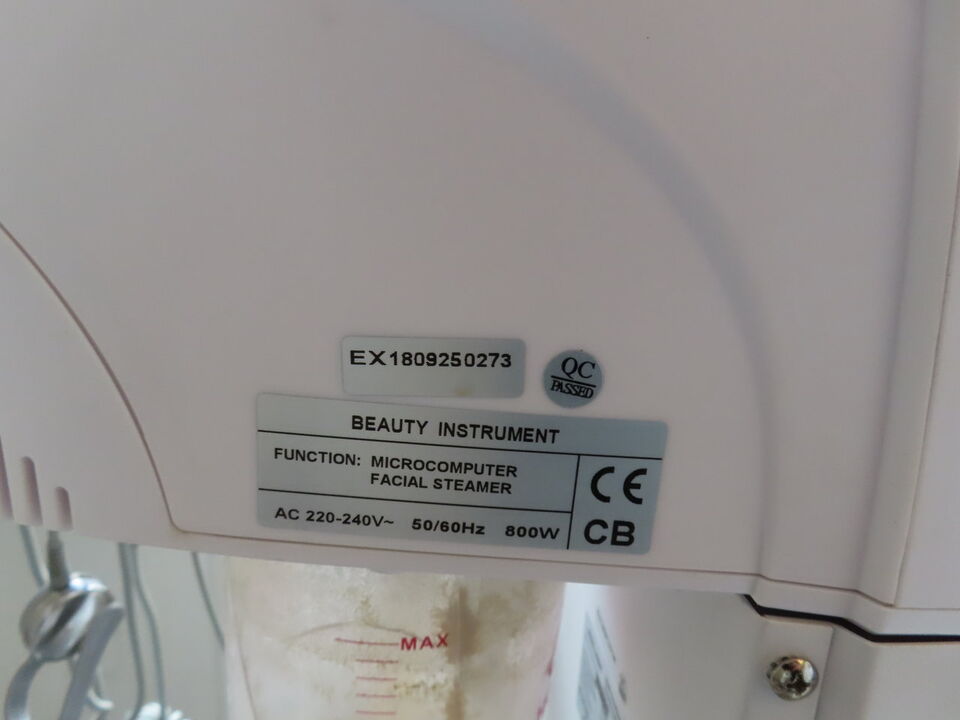 EX1809250273
QC
PASSED
BEAUTY INSTRUMENT
FUNCTION: MICROCOMPUTER
FACIAL STEAMER
AC 220-240V~ 50/60Hz 800W
CE
CB
MAX